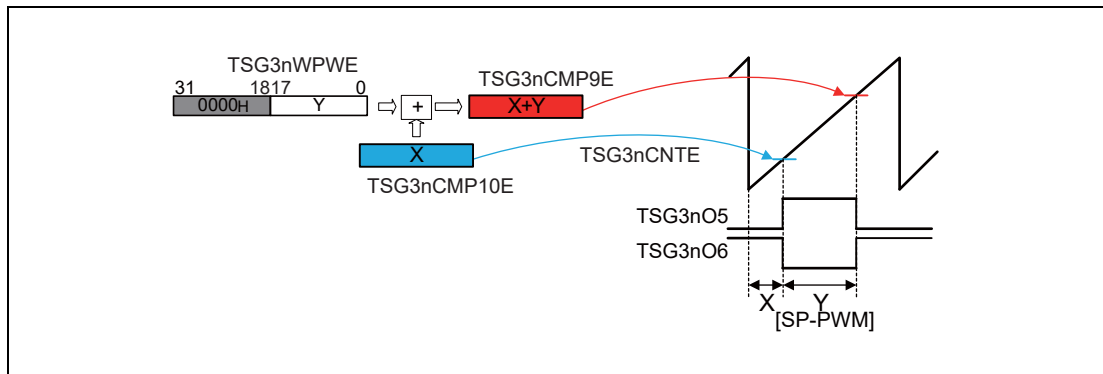 TSG3nWPWE
31 1817 0
0000H Y
+
TSG3nCMP9E
X+Y
X
TSG3nCMP10E
TSG3nCNTE
TSG3nO5
TSG3nO6
X Y
[SP-PWM]